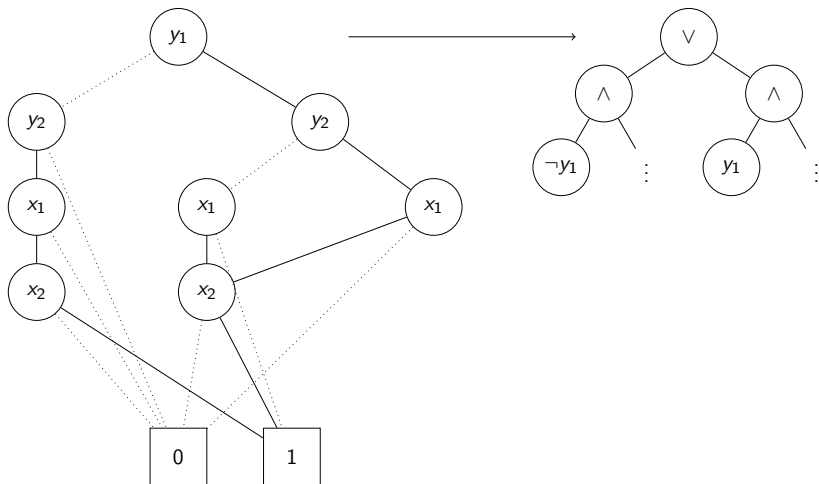 y₁ ∨
∧ ∧
y₂ y₂
¬y₁ ⋮ y₁ ⋮
x₁ x₁ x₁
x₂ x₂
0 1